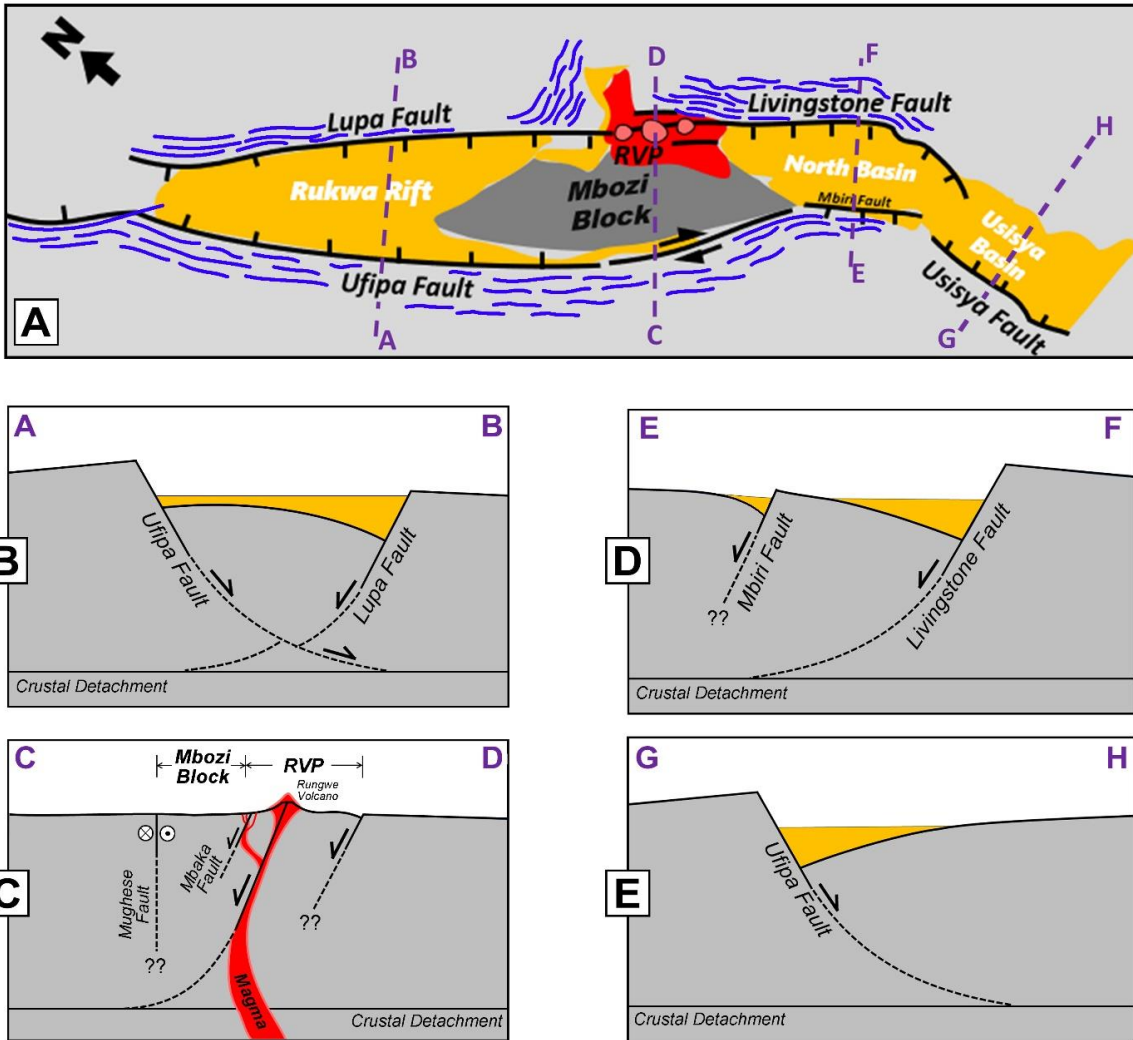 N
B
D
F
Lupa Fault
Livingstone Fault
H
RVP
North Basin
Rukwa Rift
Mbozi
Block
Mbiri Fault
Usisya
Basin
Ufipa Fault
E
Usisya Fault
A
A
C
G
A
B
Ufipa Fault
Lupa Fault
B
Crustal Detachment
E
F
Mbiri Fault
Livingstone Fault
??
D
Crustal Detachment
C
D
Mbozi
Block
RVP
Rungwe
Volcano
Mbaka
Fault
Mughese
Fault
??
??
C
Magma
Crustal Detachment
G
H
Ufipa Fault
E
Crustal Detachment